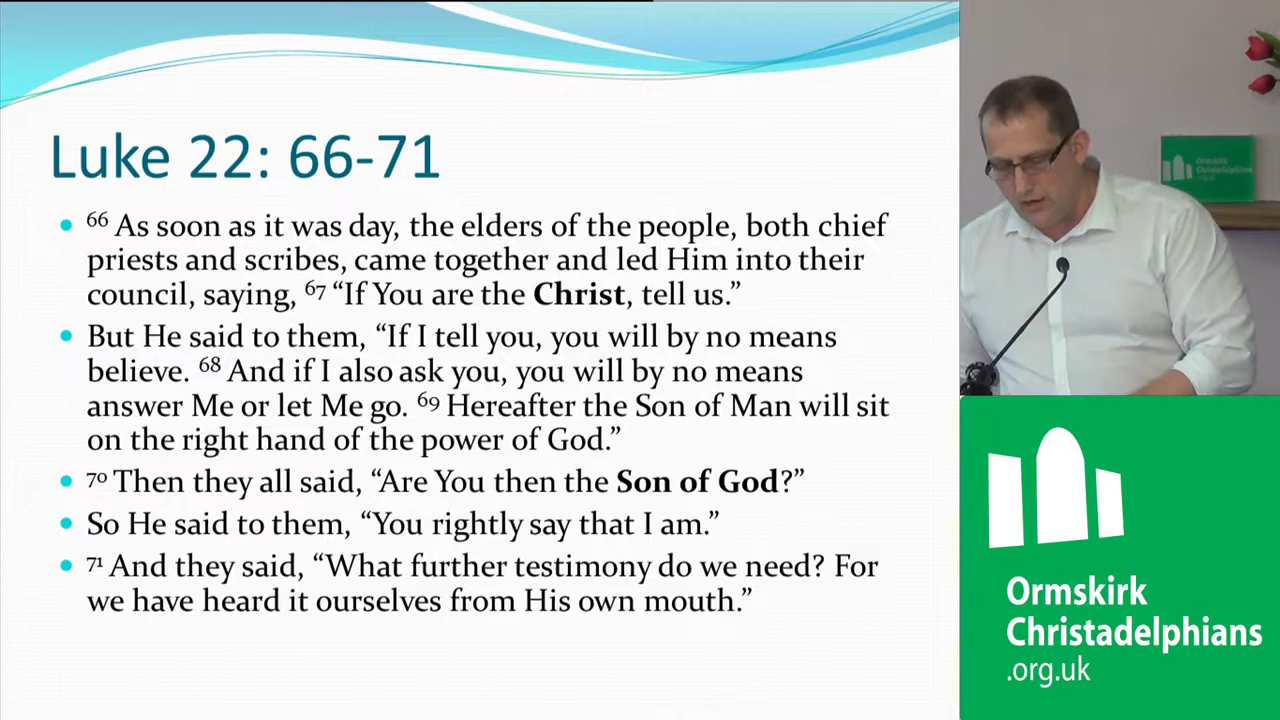 Luke 22: 66-71
• 66 As soon as it was day, the elders of the people, both chief
priests and scribes, came together and led Him into their
council, saying, 67 “If You are the Christ, tell us.”
• But He said to them, “If I tell you, you will by no means
believe. 68 And if I also ask you, you will by no means
answer Me or let Me go. 69 Hereafter the Son of Man will sit
on the right hand of the power of God.”
• 70 Then they all said, “Are You then the Son of God?”
• So He said to them, “You rightly say that I am.”
• 71 And they said, “What further testimony do we need? For
we have heard it ourselves from His own mouth.”
Ormskirk
Christadelphians
.org.uk
Ormskirk
Christadelphians
.org.uk